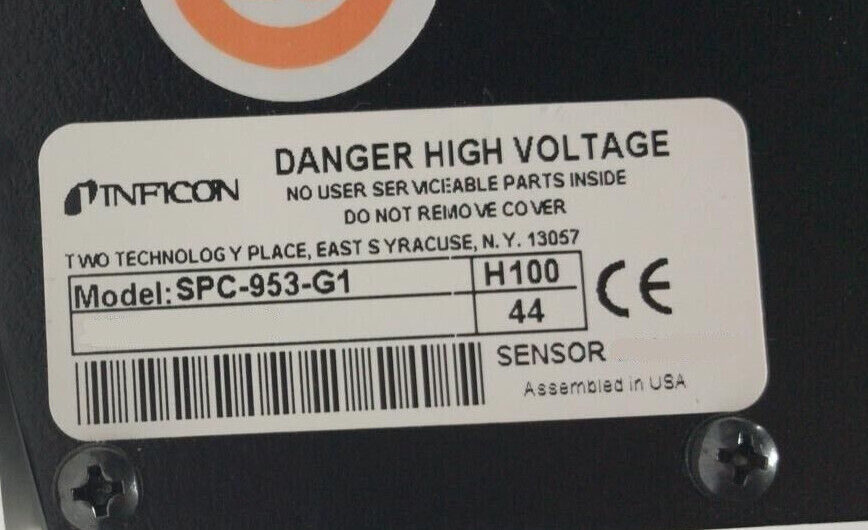 INFICON
DANGER HIGH VOLTAGE
NO USER SERVICEABLE PARTS INSIDE
DO NOT REMOVE COVER
TWO TECHNOLOGY PLACE, EAST SYRACUSE, N.Y. 13057
Model: SPC-953-G1
H100
44
CE
SENSOR
Assembled in USA